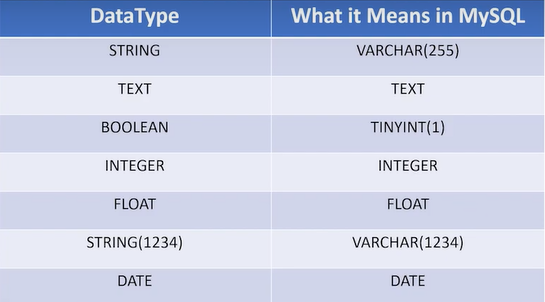 DataType What it Means in MySQL
STRING VARCHAR(255)
TEXT TEXT
BOOLEAN TINYINT(1)
INTEGER INTEGER
FLOAT FLOAT
STRING(1234) VARCHAR(1234)
DATE DATE